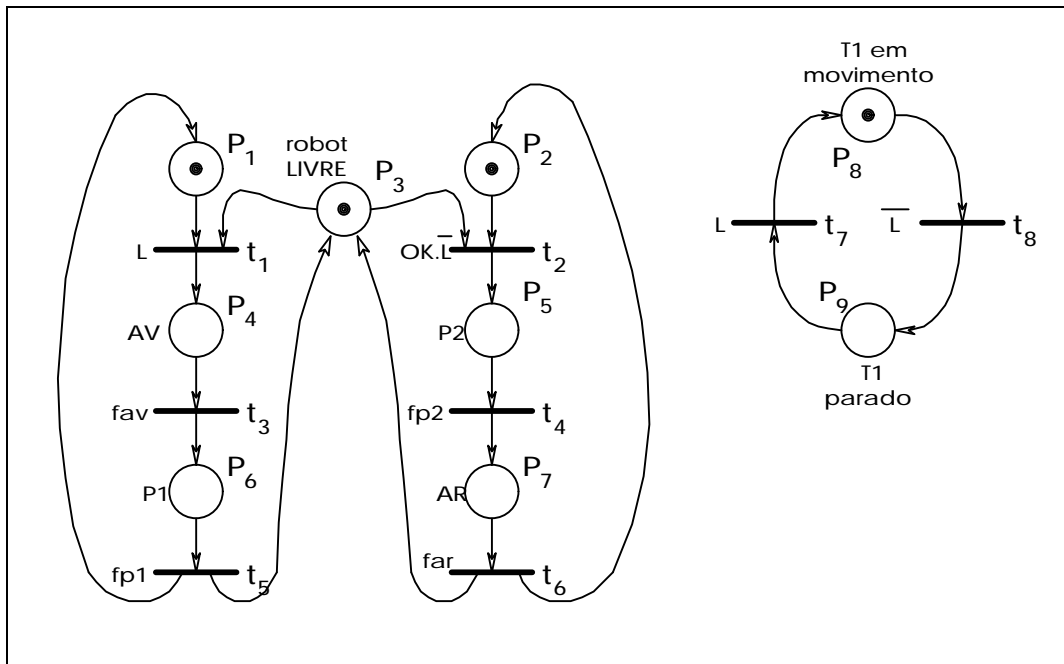 T1 em
movimento
P8
robot
LIVRE
P1
P3
P2
L t1
OK.L̅ t2
L t7
L̅ t8
P4
AV
P5
P2
P9
T1
parado
fav t3
fp2 t4
P6
P1
P7
AR
fp1 t5
far t6